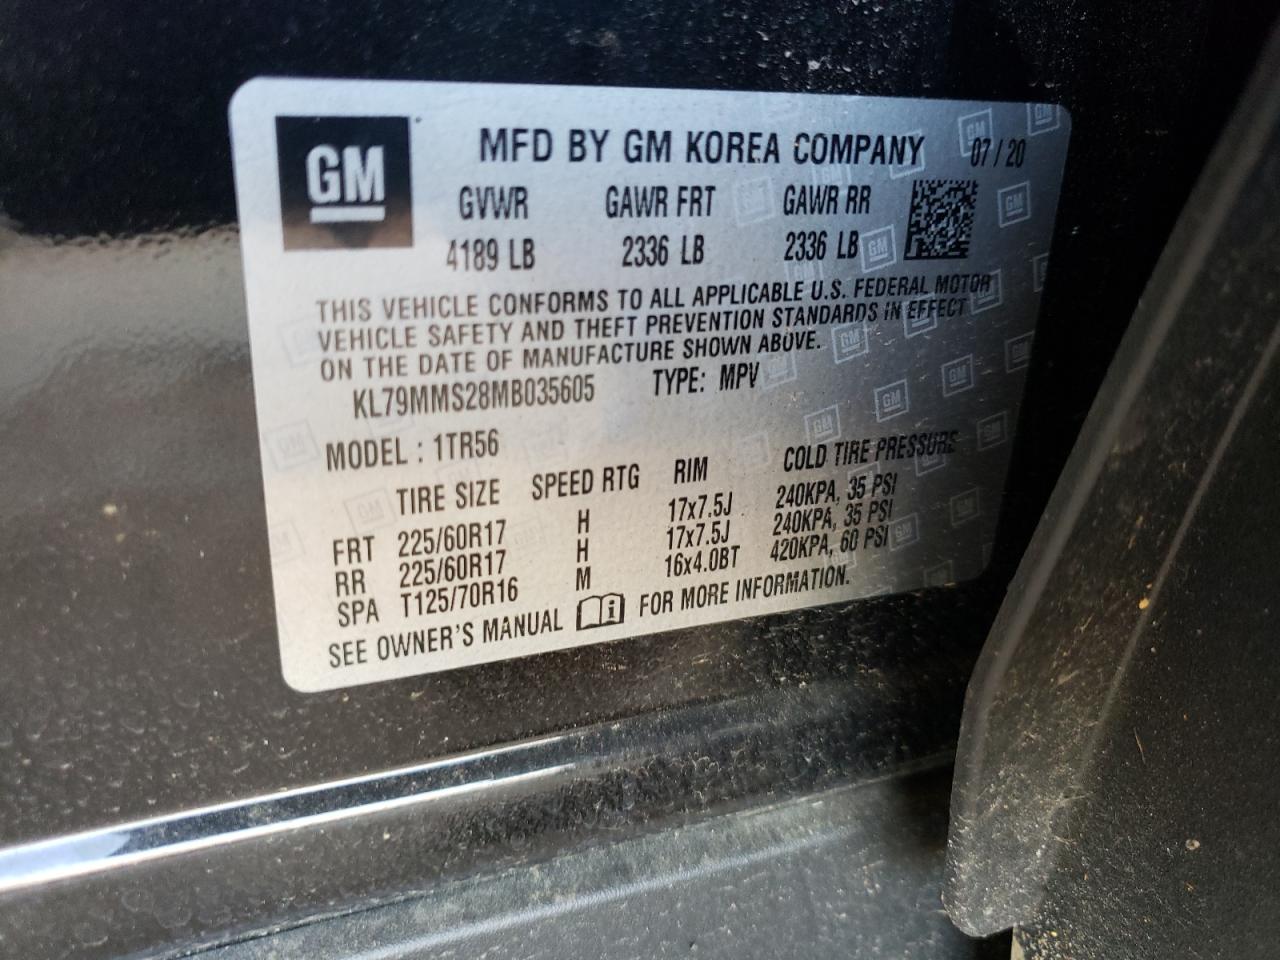 GM
MFD BY GM KOREA COMPANY 07/20
GVWR GAWR FRT GAWR RR
4189 LB 2336 LB 2336 LB
THIS VEHICLE CONFORMS TO ALL APPLICABLE U.S. FEDERAL MOTOR
VEHICLE SAFETY AND THEFT PREVENTION STANDARDS IN EFFECT
ON THE DATE OF MANUFACTURE SHOWN ABOVE.
KL79MMS28MB035605 TYPE: MPV
MODEL : 1TR56
TIRE SIZE SPEED RTG RIM COLD TIRE PRESSURE
FRT 225/60R17 H 17x7.5J 240KPA, 35 PSI
RR 225/60R17 H 17x7.5J 240KPA, 35 PSI
SPA T125/70R16 M 16x4.0BT 420KPA, 60 PSI
SEE OWNER'S MANUAL i FOR MORE INFORMATION.